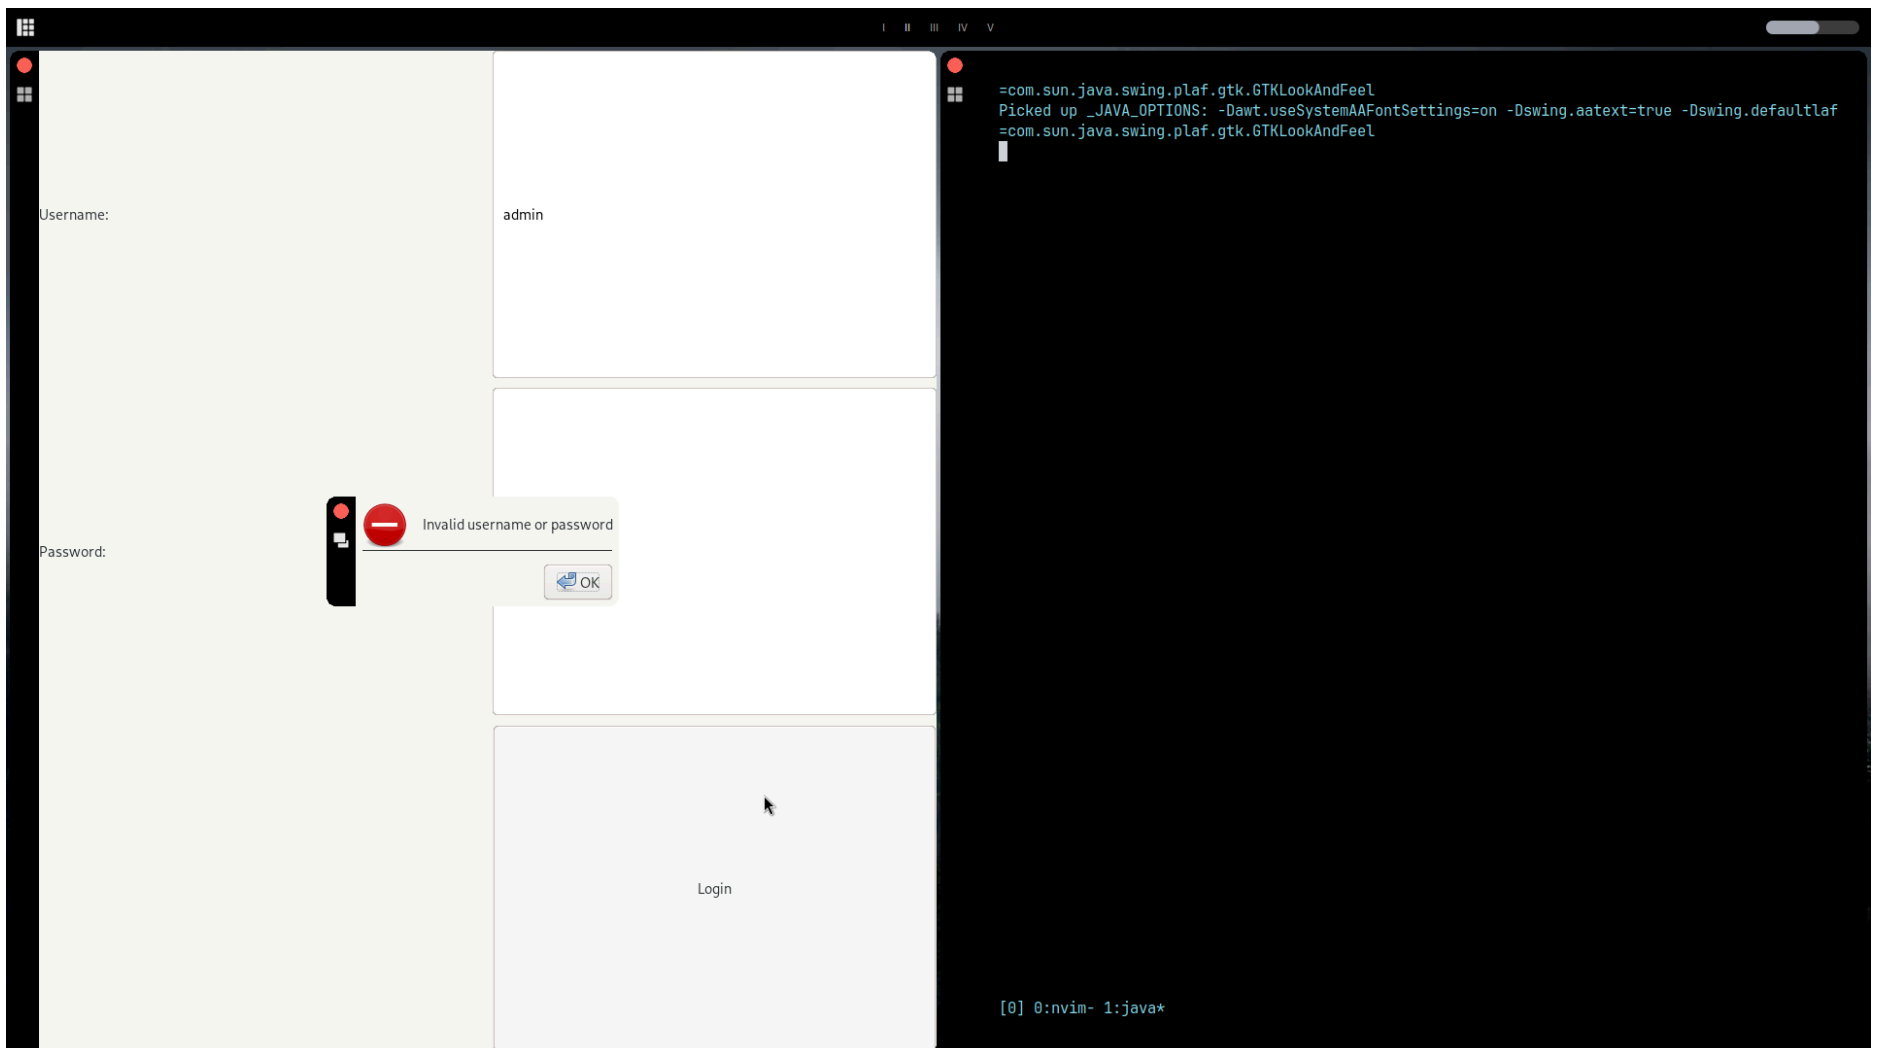 I II III IV V
Username:
admin
Password:
Invalid username or password
OK
Login
=com.sun.java.swing.plaf.gtk.GTKLookAndFeel
Picked up _JAVA_OPTIONS: -Dawt.useSystemAAFontSettings=on -Dswing.aatext=true -Dswing.defaultlaf
=com.sun.java.swing.plaf.gtk.GTKLookAndFeel
[0] 0:nvim- 1:java*